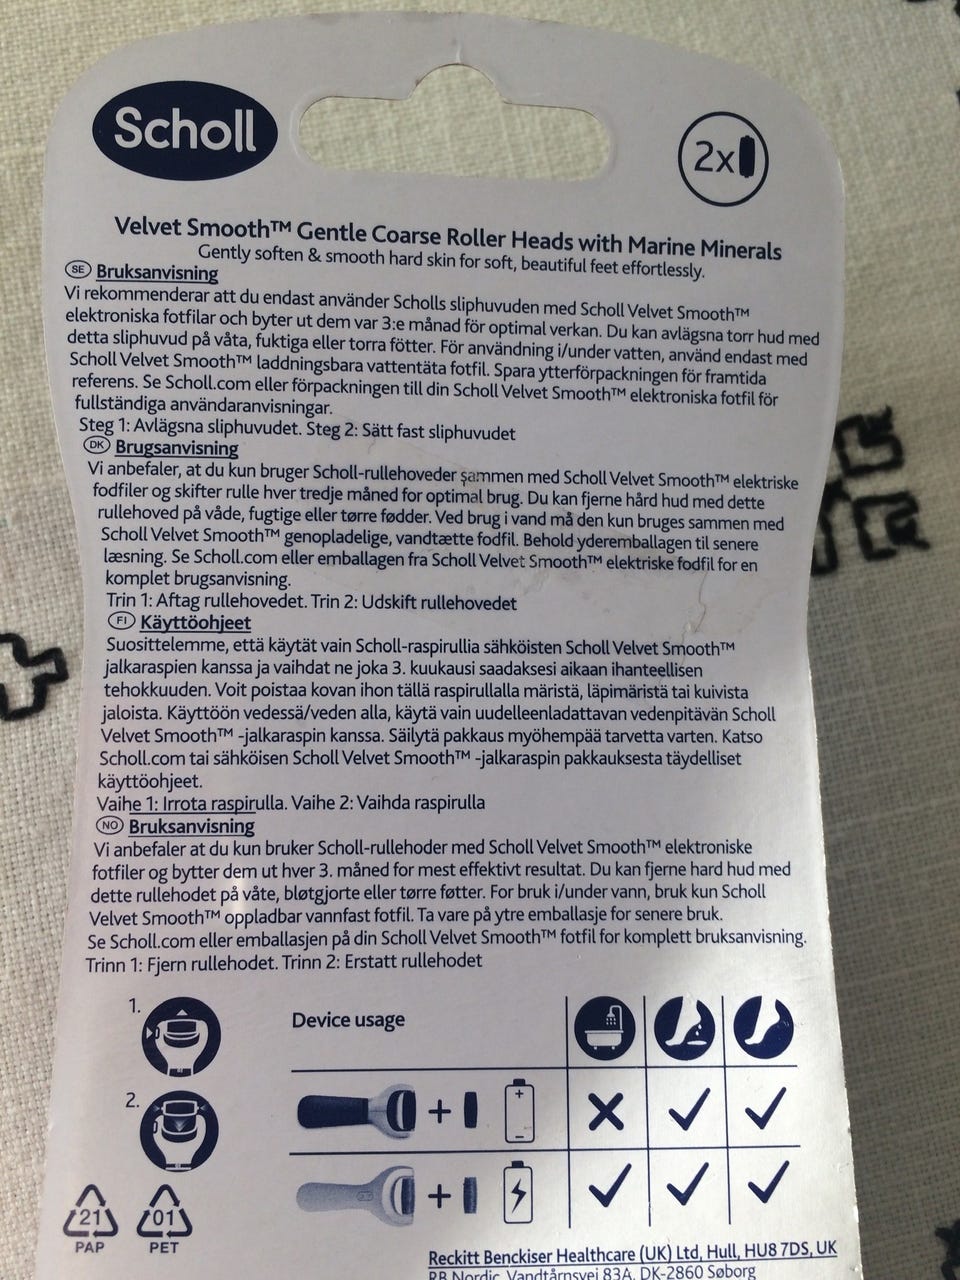 Scholl
2x
Velvet Smooth™ Gentle Coarse Roller Heads with Marine Minerals
Gently soften & smooth hard skin for soft, beautiful feet effortlessly.
SE Bruksanvisning
Vi rekommenderar att du endast använder Scholls sliphuvuden med Scholl Velvet Smooth™
elektroniska fotfilar och byter ut dem var 3:e månad för optimal verkan. Du kan avlägsna torr hud med
detta sliphuvud på våta, fuktiga eller torra fötter. För användning i/under vatten, använd endast med
Scholl Velvet Smooth™ laddningsbara vattentäta fotfil. Spara ytterförpackningen för framtida
referens. Se Scholl.com eller förpackningen till din Scholl Velvet Smooth™ elektroniska fotfil för
fullständiga användaranvisningar.
Steg 1: Avlägsna sliphuvudet. Steg 2: Sätt fast sliphuvudet
DK Brugsanvisning
Vi anbefaler, at du kun bruger Scholl-rullehoveder sammen med Scholl Velvet Smooth™ elektriske
fodfiler og skifter rulle hver tredje måned for optimal brug. Du kan fjerne hård hud med dette
rullehoved på våde, fugtige eller tørre fødder. Ved brug i vand må den kun bruges sammen med
Scholl Velvet Smooth™ genopladelige, vandtætte fodfil. Behold yderemballagen til senere
læsning. Se Scholl.com eller emballagen fra Scholl Velvet Smooth™ elektriske fodfil for en
komplet brugsanvisning.
Trin 1: Aftag rullehovedet. Trin 2: Udskift rullehovedet
FI Käyttöohjeet
Suosittelemme, että käytät vain Scholl-raspirullia sähköisten Scholl Velvet Smooth™
jalkaraspien kanssa ja vaihdat ne joka 3. kuukausi saadaksesi aikaan ihanteellisen
tehokkuuden. Voit poistaa kovan ihon tällä raspirullalla märistä, läpimäristä tai kuivista
jaloista. Käyttöön vedessä/veden alla, käytä vain uudelleenladattavan vedenpitävän Scholl
Velvet Smooth™ -jalkaraspin kanssa. Säilytä pakkaus myöhempää tarvetta varten. Katso
Scholl.com tai sähköisen Scholl Velvet Smooth™ -jalkaraspin pakkauksesta täydelliset
käyttöohjeet.
Vaihe 1: Irrota raspirulla. Vaihe 2: Vaihda raspirulla
NO Bruksanvisning
Vi anbefaler at du kun bruker Scholl-rullehoder med Scholl Velvet Smooth™ elektroniske
fotfiler og bytter dem ut hver 3. måned for mest effektivt resultat. Du kan fjerne hard hud med
dette rullehodet på våte, bløtgjorte eller tørre føtter. For bruk i/under vann, bruk kun Scholl
Velvet Smooth™ oppladbar vannfast fotfil. Ta vare på ytre emballasje for senere bruk.
Se Scholl.com eller emballasjen på din Scholl Velvet Smooth™ fotfil for komplett bruksanvisning.
Trinn 1: Fjern rullehodet. Trinn 2: Erstatt rullehodet
1.
Device usage
2.
21
PAP
01
PET
Reckitt Benckiser Healthcare (UK) Ltd, Hull, HU8 7DS, UK
RB Nordic, Vandtårnsvej 83A, DK-2860 Søborg